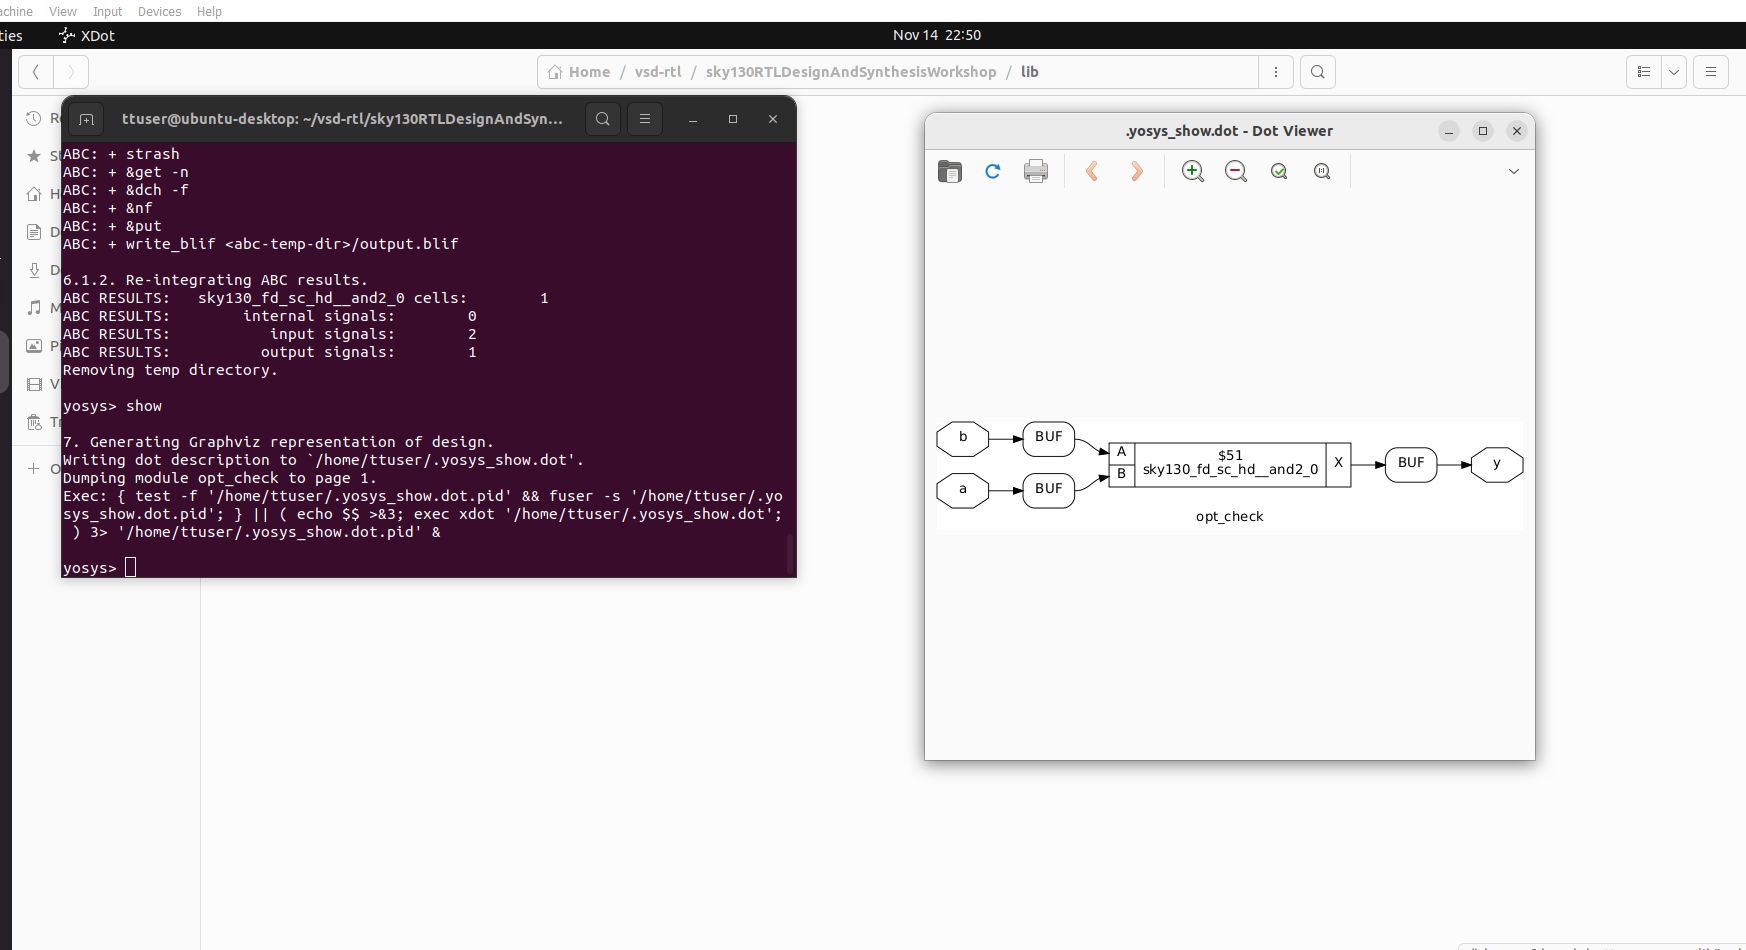 achine View Input Devices Help
ties XDot Nov 14 22:50
Home / vsd-rtl / sky130RTLDesignAndSynthesisWorkshop / lib
ttuser@ubuntu-desktop: ~/vsd-rtl/sky130RTLDesignAndSyn...
ABC: + strash
ABC: + &get -n
ABC: + &dch -f
ABC: + &nf
ABC: + &put
ABC: + write_blif <abc-temp-dir>/output.blif
6.1.2. Re-integrating ABC results.
ABC RESULTS: sky130_fd_sc_hd__and2_0 cells: 1
ABC RESULTS: internal signals: 0
ABC RESULTS: input signals: 2
ABC RESULTS: output signals: 1
Removing temp directory.
yosys> show
7. Generating Graphviz representation of design.
Writing dot description to `/home/ttuser/.yosys_show.dot'.
Dumping module opt_check to page 1.
Exec: { test -f '/home/ttuser/.yosys_show.dot.pid' && fuser -s '/home/ttuser/.yo
sys_show.dot.pid'; } || ( echo $$ >&3; exec xdot '/home/ttuser/.yosys_show.dot';
) 3> '/home/ttuser/.yosys_show.dot.pid' &
yosys>
.yosys_show.dot - Dot Viewer
b BUF A
a BUF B
$51
sky130_fd_sc_hd__and2_0
X BUF y
opt_check